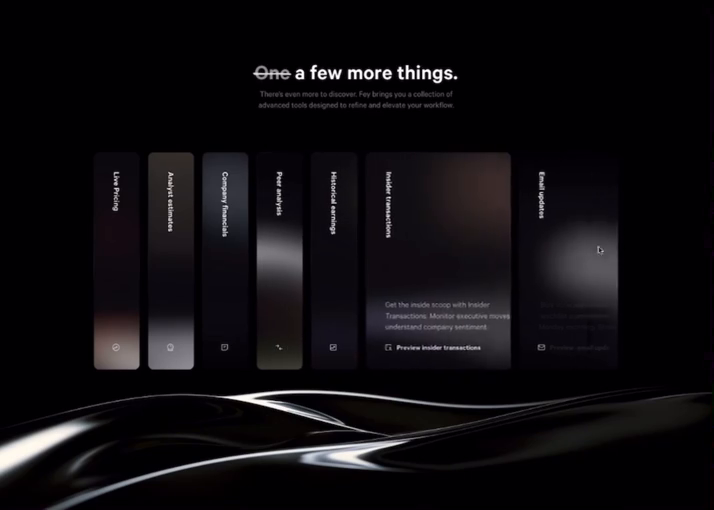 One a few more things.
There's even more to discover. Fey brings you a collection of
advanced tools designed to refine and elevate your workflow.
Live Pricing
Analyst estimates
Company financials
Peer analysis
Historical earnings
Insider transactions
Get the inside scoop with Insider
Transactions. Monitor executive moves
understand company sentiment.
Preview insider transactions
Email updates